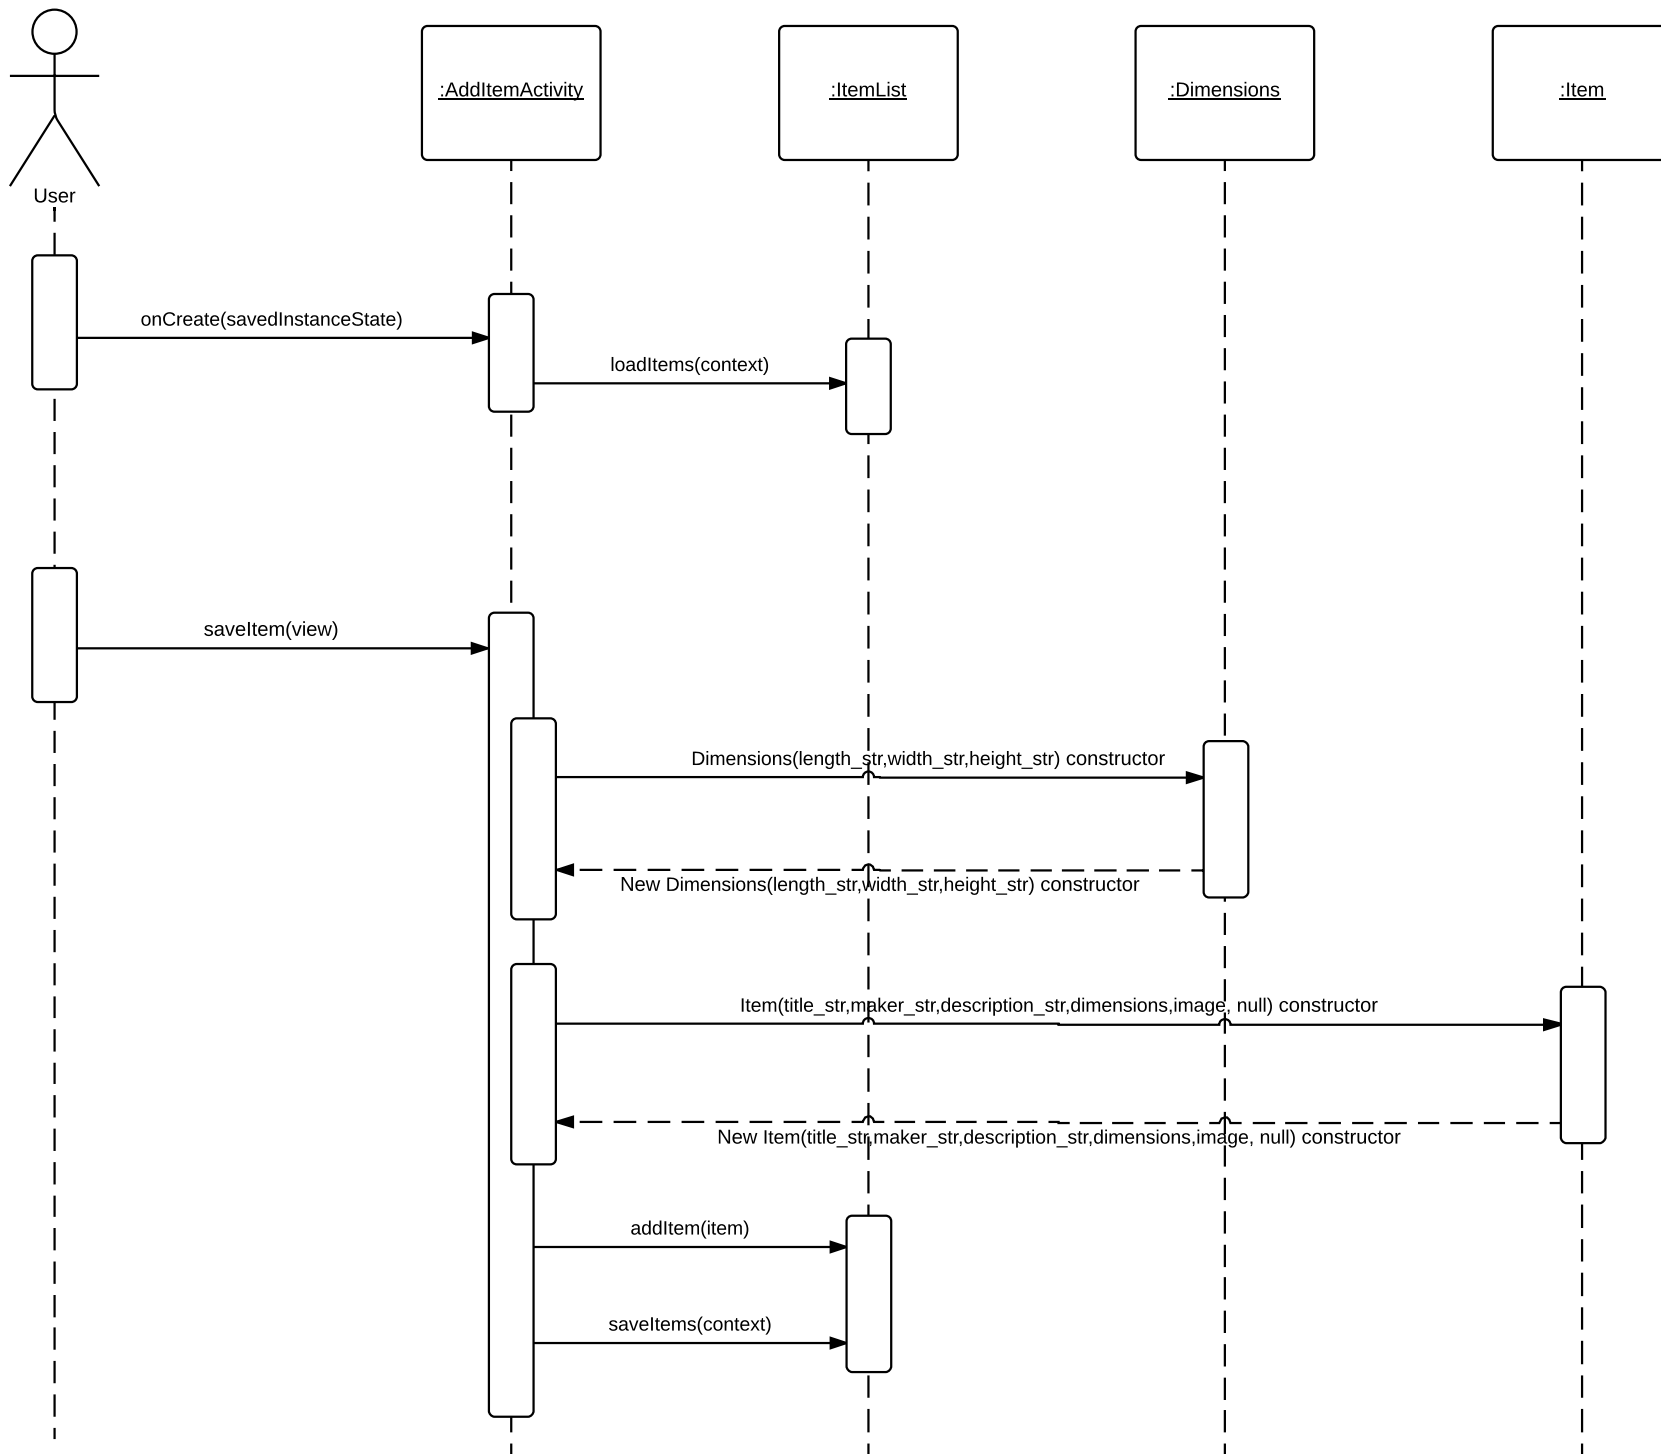 :AddItemActivity
:ItemList
:Dimensions
:Item
User
onCreate(savedInstanceState)
loadItems(context)
saveItem(view)
Dimensions(length_str,width_str,height_str) constructor
New Dimensions(length_str,width_str,height_str) constructor
Item(title_str,maker_str,description_str,dimensions,image, null) constructor
New Item(title_str,maker_str,description_str,dimensions,image, null) constructor
addItem(item)
saveItems(context)